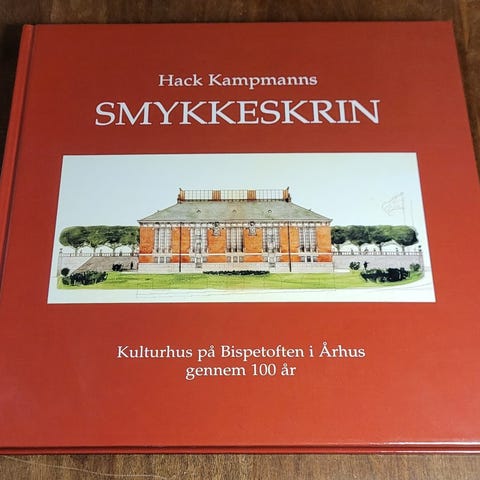 Hack Kampmanns
SMYKKESKRIN
Kulturhus på Bispetoften i Århus
gennem 100 år